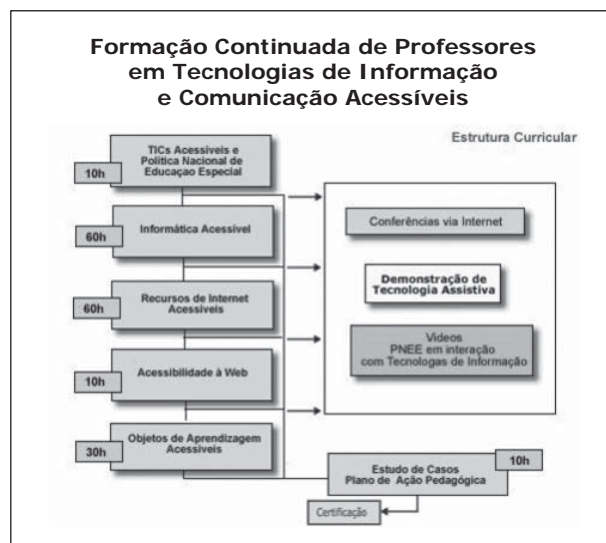 Formação Continuada de Professores
em Tecnologias de Informação
e Comunicação Acessíveis
Estrutura Curricular
TICs Acessíveis e
Política Nacional de
Educaçao Especial
10h
Informática Acessível
60h
Recursos de Internet
Acessíveis
60h
Acessibilidade à Web
10h
Objetos de Aprendizagem
Acessíveis
30h
Conferências via Internet
Demonstração de
Tecnologia Assistiva
Videos
PNEE em interação
com Tecnologas de Informação
10h
Estudo de Casos
Plano de Ação Pedagógica
Certificação